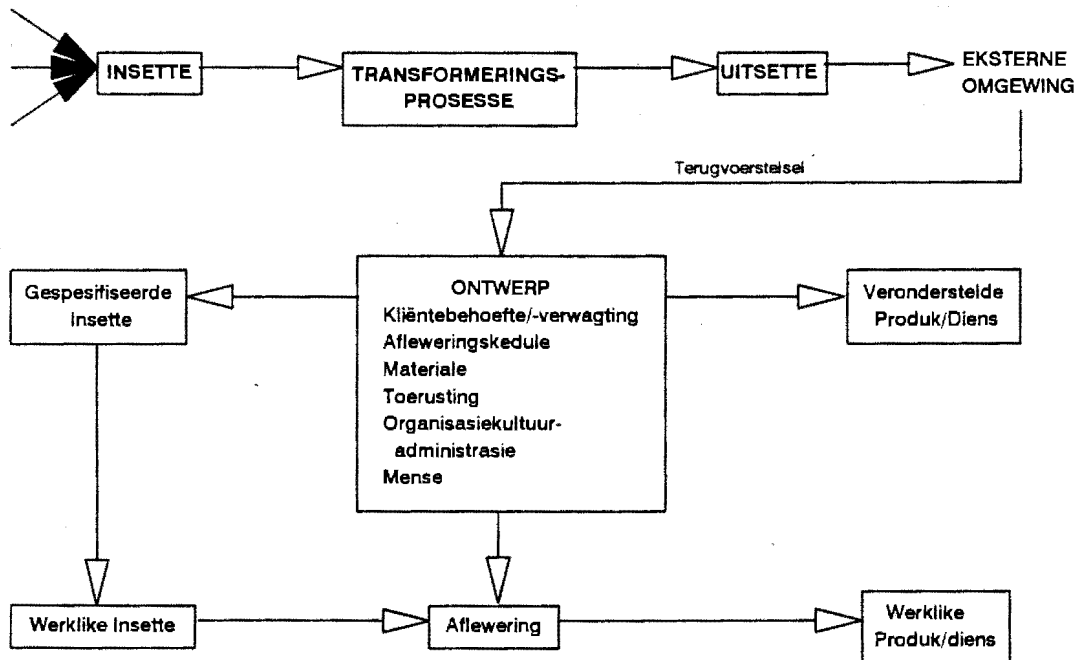 INSETTE
TRANSFORMERINGS-
PROSESSE
UITSETTE
EKSTERNE
OMGEWING
Terugvoerstelsel
Gespesifiseerde
Insette
ONTWERP
Kliëntebehoefte/-verwagting
Afleweringskedule
Materiale
Toerusting
Organisasiekultuur-
administrasie
Mense
Veronderstelde
Produk/Diens
Werklike Insette
Aflewering
Werklike
Produk/diens